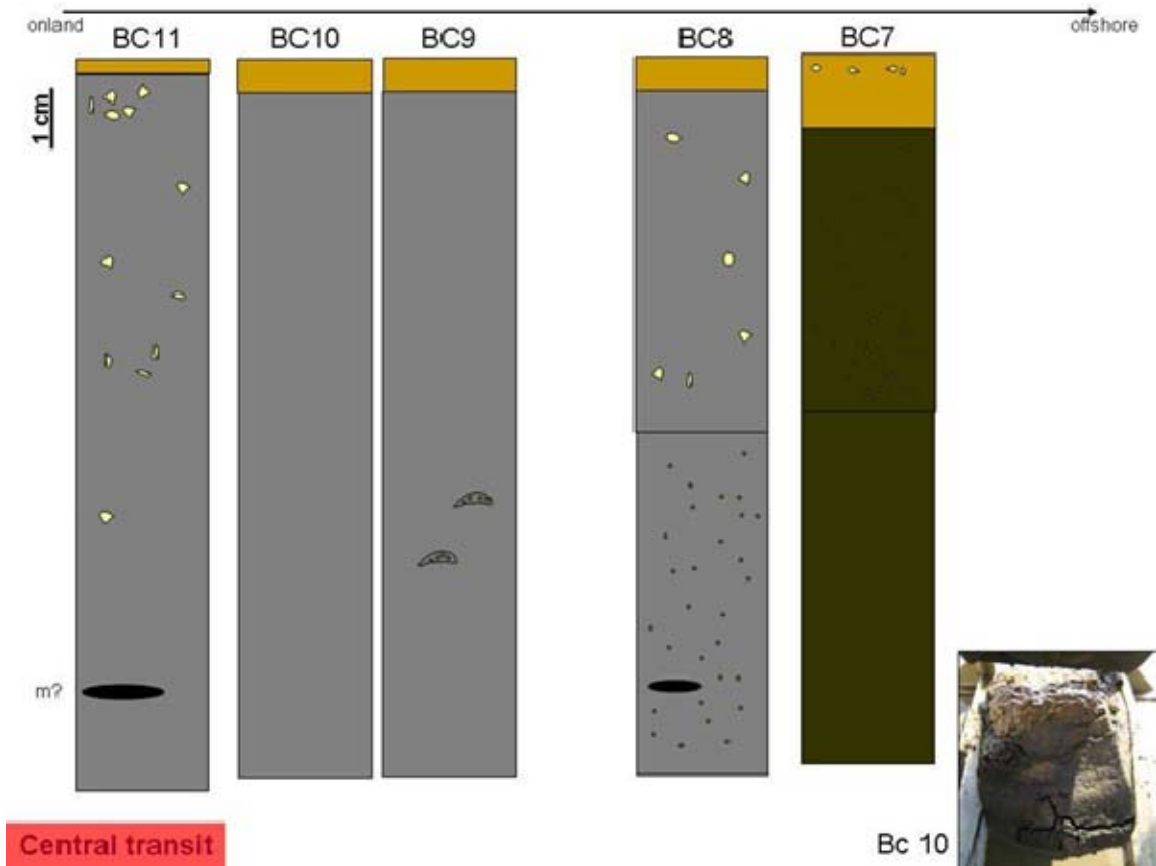 onland
offshore
BC11
BC10
BC9
BC8
BC7
1 cm
m?
Central transit
Bc 10